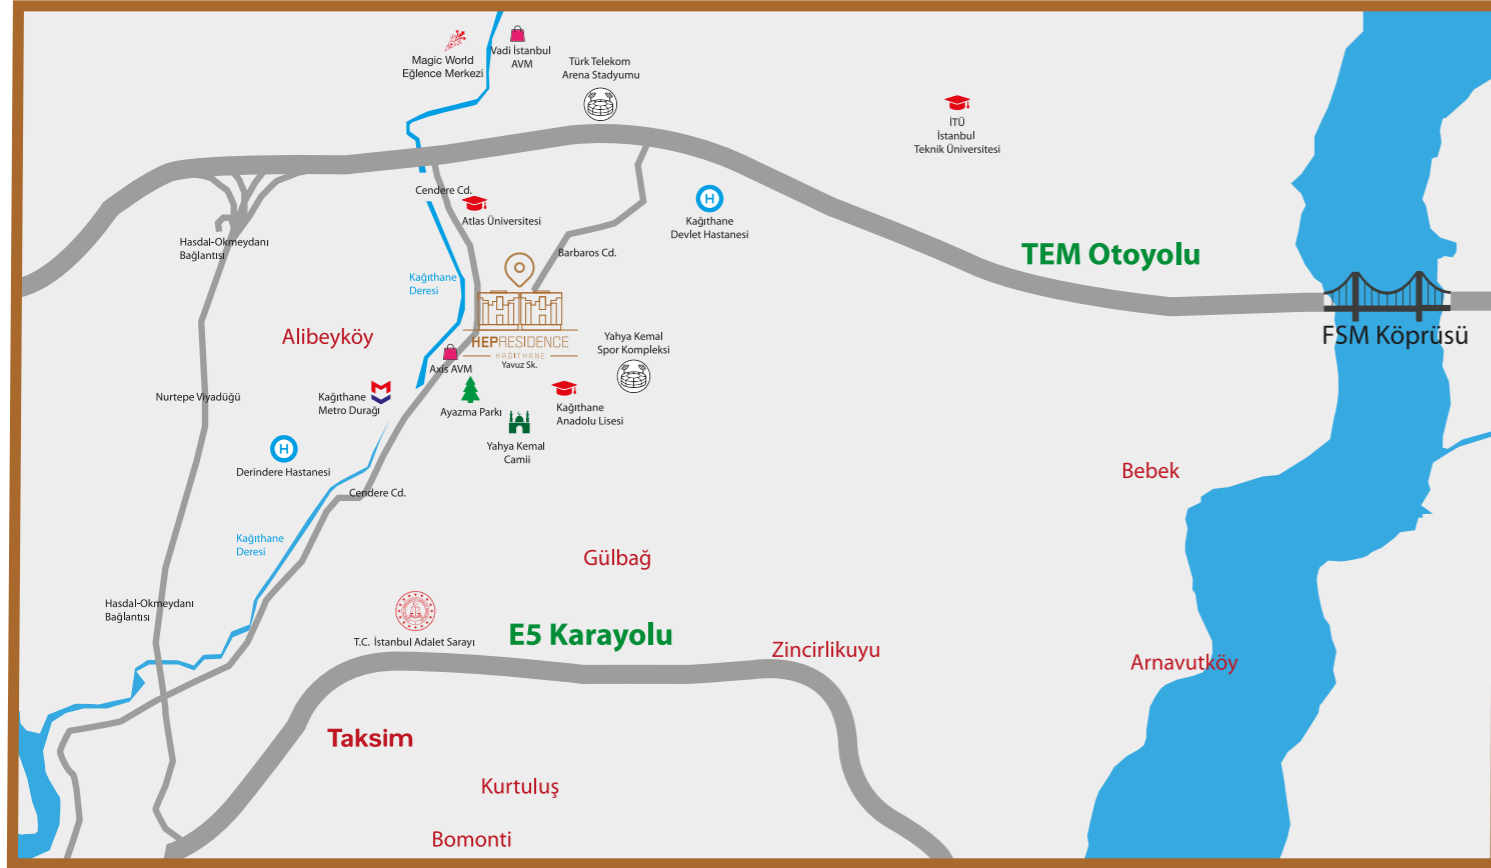 Magic World
Eğlence Merkezi
Vadi İstanbul
AVM
Türk Telekom
Arena Stadyumu
İTÜ
İstanbul
Teknik Üniversitesi
Cendere Cd.
Atlas Üniversitesi
Kağıthane
Devlet Hastanesi
Hasdal-Okmeydanı
Bağlantısı
Barbaros Cd.
TEM Otoyolu
Kağıthane
Deresi
FSM Köprüsü
Alibeyköy
HEPRESIDENCE
KAĞITHANE
Yavuz Sk.
Yahya Kemal
Spor Kompleksi
Axis AVM
Nurtepe Viyadüğü
Kağıthane
Metro Durağı
Ayazma Parkı
Kağıthane
Anadolu Lisesi
Yahya Kemal
Camii
H
H
Derindere Hastanesi
Bebek
Cendere Cd.
Kağıthane
Deresi
Gülbağ
Hasdal-Okmeydanı
Bağlantısı
T.C. İstanbul Adalet Sarayı
E5 Karayolu
Zincirlikuyu
Arnavutköy
Taksim
Kurtuluş
Bomonti